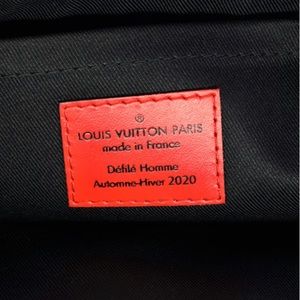 ®
LOUIS VUITTON PARIS
made in France
Défilé Homme
Automne-Hiver 2020